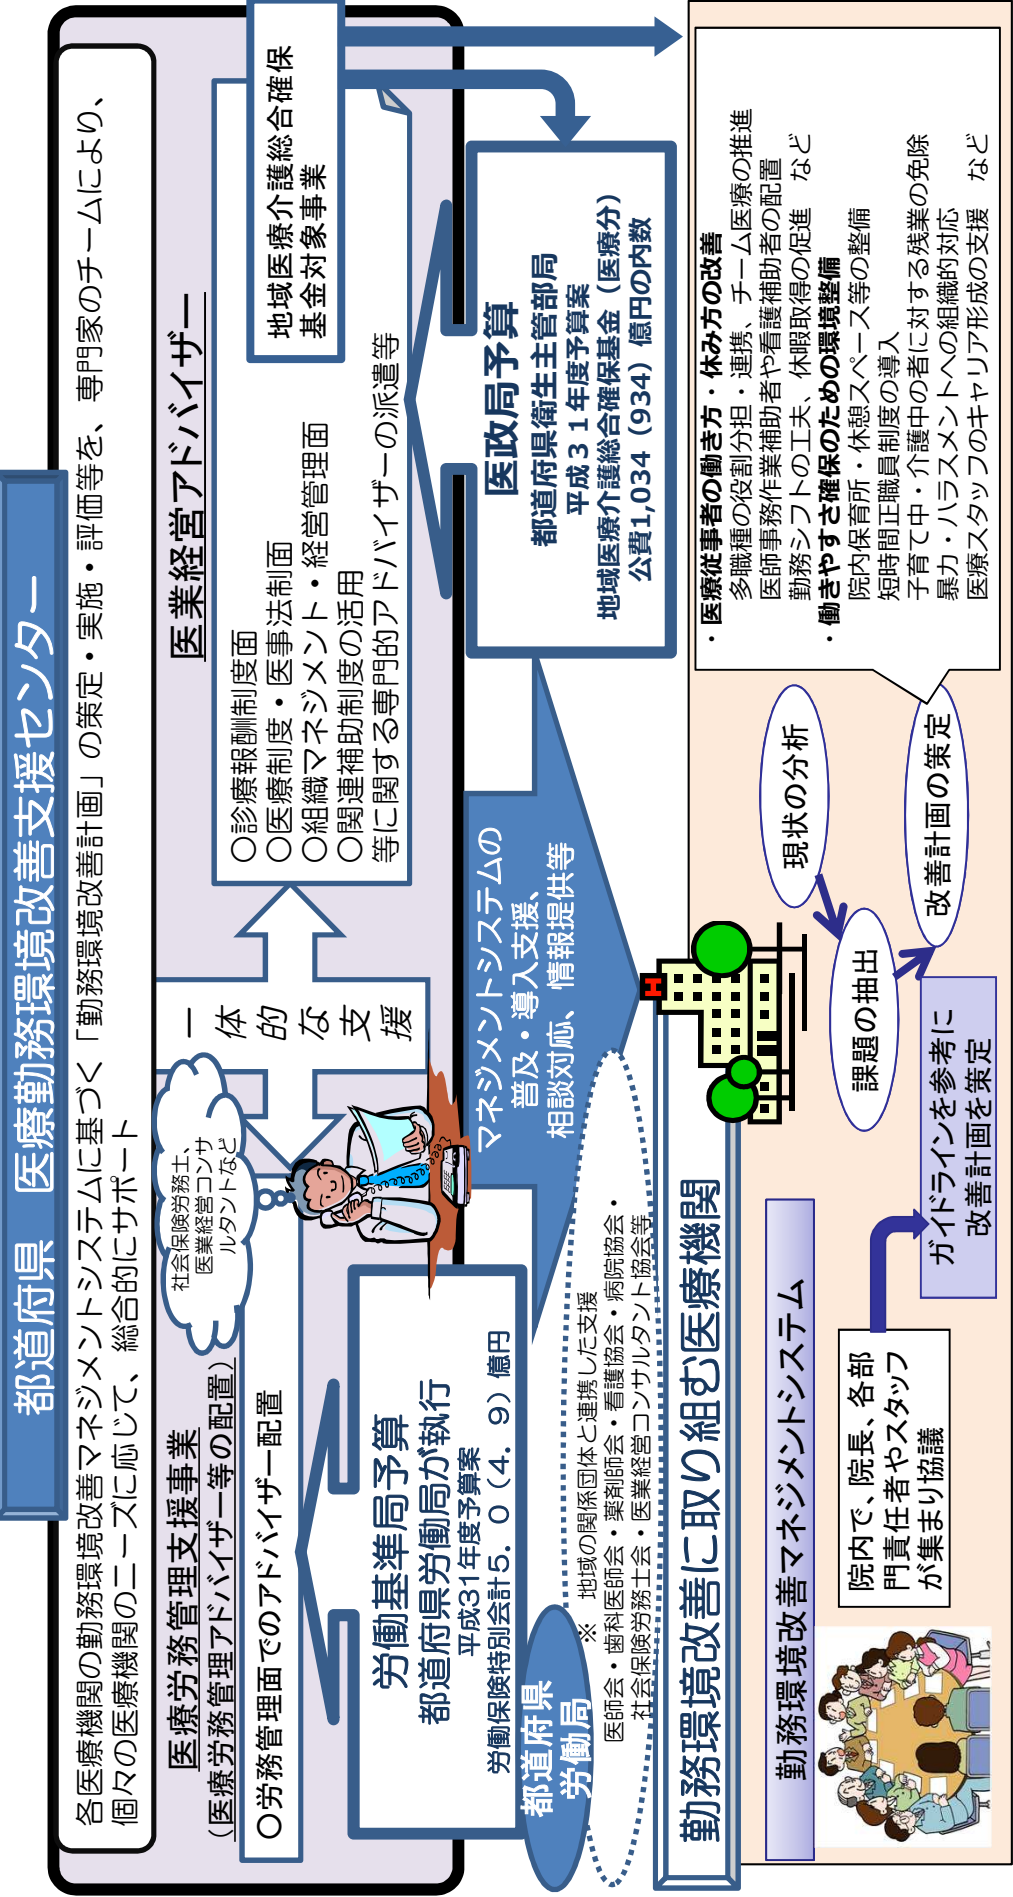 都道府県　医療勤務環境改善支援センター
各医療機関の勤務環境改善マネジメントシステムに基づく「勤務環境改善計画」の策定・実施・評価等を、専門家のチームにより、
個々の医療機関のニーズに応じて、総合的にサポート
医療労務管理支援事業
（医療労務管理アドバイザー等の配置）
〇労務管理面でのアドバイザー配置
社会保険労務士、
医業経営コンサ
ルタントなど
一体的な支援
医業経営アドバイザー
〇診療報酬制度面
〇医療制度・医事法制面
〇組織マネジメント・経営管理面
〇関連補助制度の活用
等に関する専門的アドバイザーの派遣等
地域医療介護総合確保
基金対象事業
労働基準局予算
都道府県労働局が執行
平成31年度予算案
労働保険特別会計５．０（４．９）億円
都道府県
労働局
マネジメントシステムの
普及・導入支援、
相談対応、情報提供等
医政局予算
都道府県衛生主管部局
平成３１年度予算案
地域医療介護総合確保基金（医療分）
公費1,034（934）億円の内数
※　地域の関係団体と連携した支援
医師会・歯科医師会・薬剤師会・看護協会・病院協会・
社会保険労務士会・医業経営コンサルタント協会等
勤務環境改善に取り組む医療機関
H
勤務環境改善マネジメントシステム
院内で、院長、各部
門責任者やスタッフ
が集まり協議
ガイドラインを参考に
改善計画を策定
現状の分析
課題の抽出
改善計画の策定
・医療従事者の働き方・休み方の改善
多職種の役割分担・連携、チーム医療の推進
医師事務作業補助者や看護補助者の配置
勤務シフトの工夫、休暇取得の促進　など
・働きやすさ確保のための環境整備
院内保育所・休憩スペース等の整備
短時間正職員制度の導入
子育て中・介護中の者に対する残業の免除
暴力・ハラスメントへの組織的対応
医療スタッフのキャリア形成の支援　など